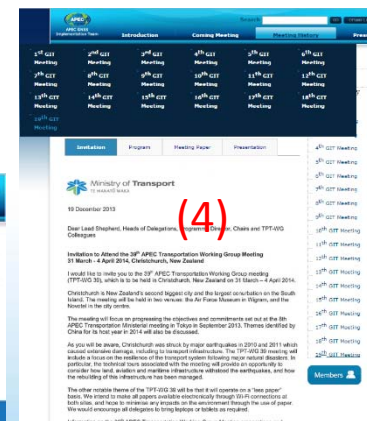 APEC
APEC GNSS
Implementation Team
Search
Introduction
Coming Meeting
Meeting History
1st GIT Meeting
2nd GIT Meeting
3rd GIT Meeting
4th GIT Meeting
5th GIT Meeting
6th GIT Meeting
7th GIT Meeting
8th GIT Meeting
9th GIT Meeting
10th GIT Meeting
11th GIT Meeting
12th GIT Meeting
13th GIT Meeting
14th GIT Meeting
15th GIT Meeting
16th GIT Meeting
17th GIT Meeting
18th GIT Meeting
19th GIT Meeting
Invitation
Program
Meeting Paper
Presentation
Ministry of Transport
TE MANATŪ WAKA
19 December 2013
(4)
Dear Lead Shepherd, Heads of Delegations, Programme Director, Chairs and TPT-WG
Colleagues
Invitation to Attend the 39th APEC Transportation Working Group Meeting
31 March - 4 April 2014, Christchurch, New Zealand
I would like to invite you to the 39th APEC Transportation Working Group meeting
(TPT-WG 39), which is to be held in Christchurch, New Zealand on 31 March – 4 April 2014.
Christchurch is New Zealand's second biggest city and the largest conurbation on the South
Island. The meeting will be held in two venues: the Air Force Museum in Wigram, and the
Novotel in the city centre.
The meeting will focus on progressing the objectives and commitments set out at the 8th
APEC Transportation Ministerial meeting in Tokyo in September 2013. Themes identified by
China for its host year in 2014 will also be discussed.
As you will be aware, Christchurch was struck by major earthquakes in 2010 and 2011 which
caused extensive damage, including to transport infrastructure. The TPT-WG 39 meeting will
include a focus on the resilience of the transport system following major natural disasters. In
particular, the technical tours associated with the meeting will provide an opportunity to
consider how land, aviation and maritime infrastructure withstood the earthquakes, and how
the rebuilding of this infrastructure has been managed.
The other notable theme of the TPT-WG 39 will be that it will operate on a "less paper"
basis. We intend to make all papers available electronically through Wi-Fi connections at
both sites, and hope to minimise any impacts on the environment through the use of paper.
We would encourage all delegates to bring laptops or tablets as required.
4th GIT Meeting
5th GIT Meeting
6th GIT Meeting
7th GIT Meeting
8th GIT Meeting
9th GIT Meeting
10th GIT Meeting
11th GIT Meeting
12th GIT Meeting
13th GIT Meeting
14th GIT Meeting
15th GIT Meeting
16th GIT Meeting
17th GIT Meeting
18th GIT Meeting
19th GIT Meeting
Members